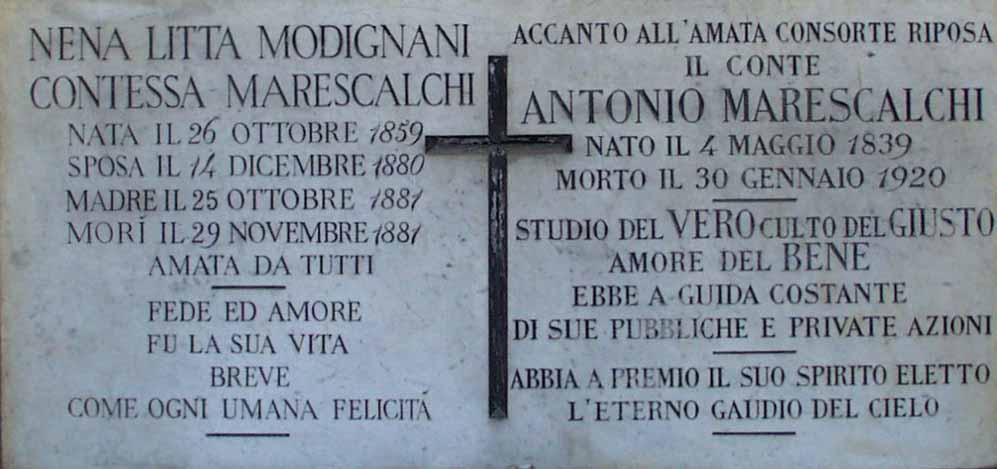 NENA LITTA MODIGNANI
CONTESSA MARESCALCHI
NATA IL 26 OTTOBRE 1859
SPOSA IL 14 DICEMBRE 1880
MADRE IL 25 OTTOBRE 1881
MORÌ IL 29 NOVEMBRE 1881
AMATA DA TUTTI
FEDE ED AMORE
FU LA SUA VITA
BREVE
COME OGNI UMANA FELICITÁ
ACCANTO ALL'AMATA CONSORTE RIPOSA
IL CONTE
ANTONIO MARESCALCHI
NATO IL 4 MAGGIO 1839
MORTO IL 30 GENNAIO 1920
STUDIO DEL VERO CULTO DEL GIUSTO
AMORE DEL BENE
EBBE A GUIDA COSTANTE
DI SUE PUBBLICHE E PRIVATE AZIONI
ABBIA A PREMIO IL SUO SPIRITO ELETTO
L'ETERNO GAUDIO DEL CIELO